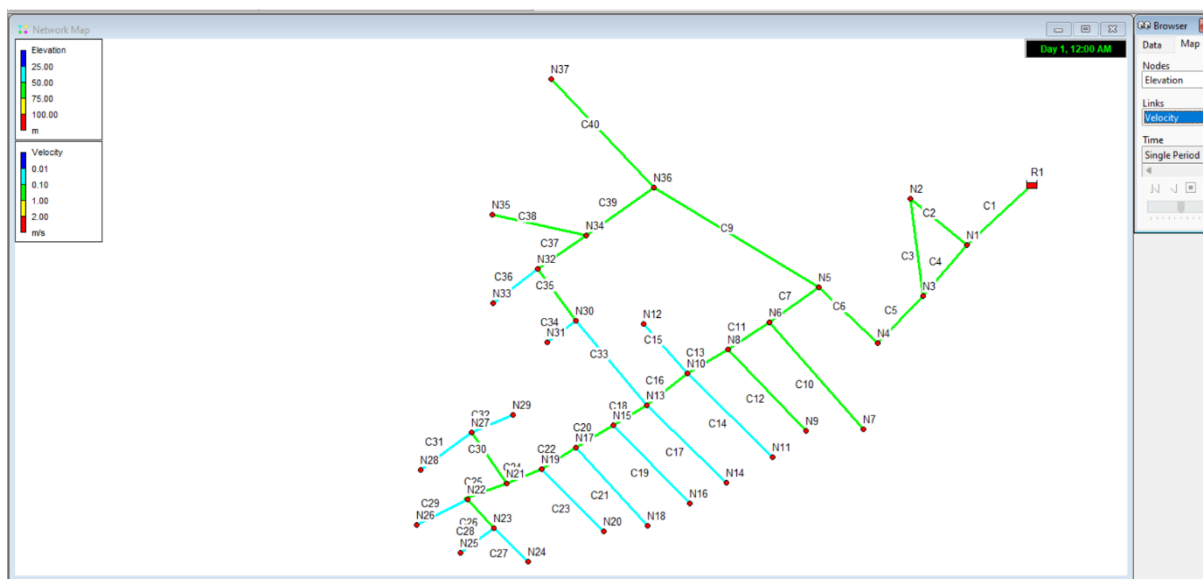 Network Map
Browser
Data Map
Nodes
Elevation
Links
Velocity
Time
Single Period
Day 1, 12:00 AM
Elevation
25.00
50.00
75.00
100.00
m
Velocity
0.01
0.10
1.00
2.00
m/s
N37
C40
N36
R1
N2
C1
C2
N35
C39
C38
N34
C9
N1
C37
C3
C4
N32
C36
C35
N5
N3
N33
C7
C6
C5
N30
N12
N6
C34
N31
C11
N4
C15
N8
C33
C13
N10
C16
C10
N13
C12
C18
N29
C32
N15
C14
N7
N27
C20
N9
C31
N17
C17
C30
C22
N11
N28
N19
C19
C24
N21
N14
C25
C21
N22
C29
N16
C23
N26
C26
N23
N20
N18
C28
N25
C27
N24